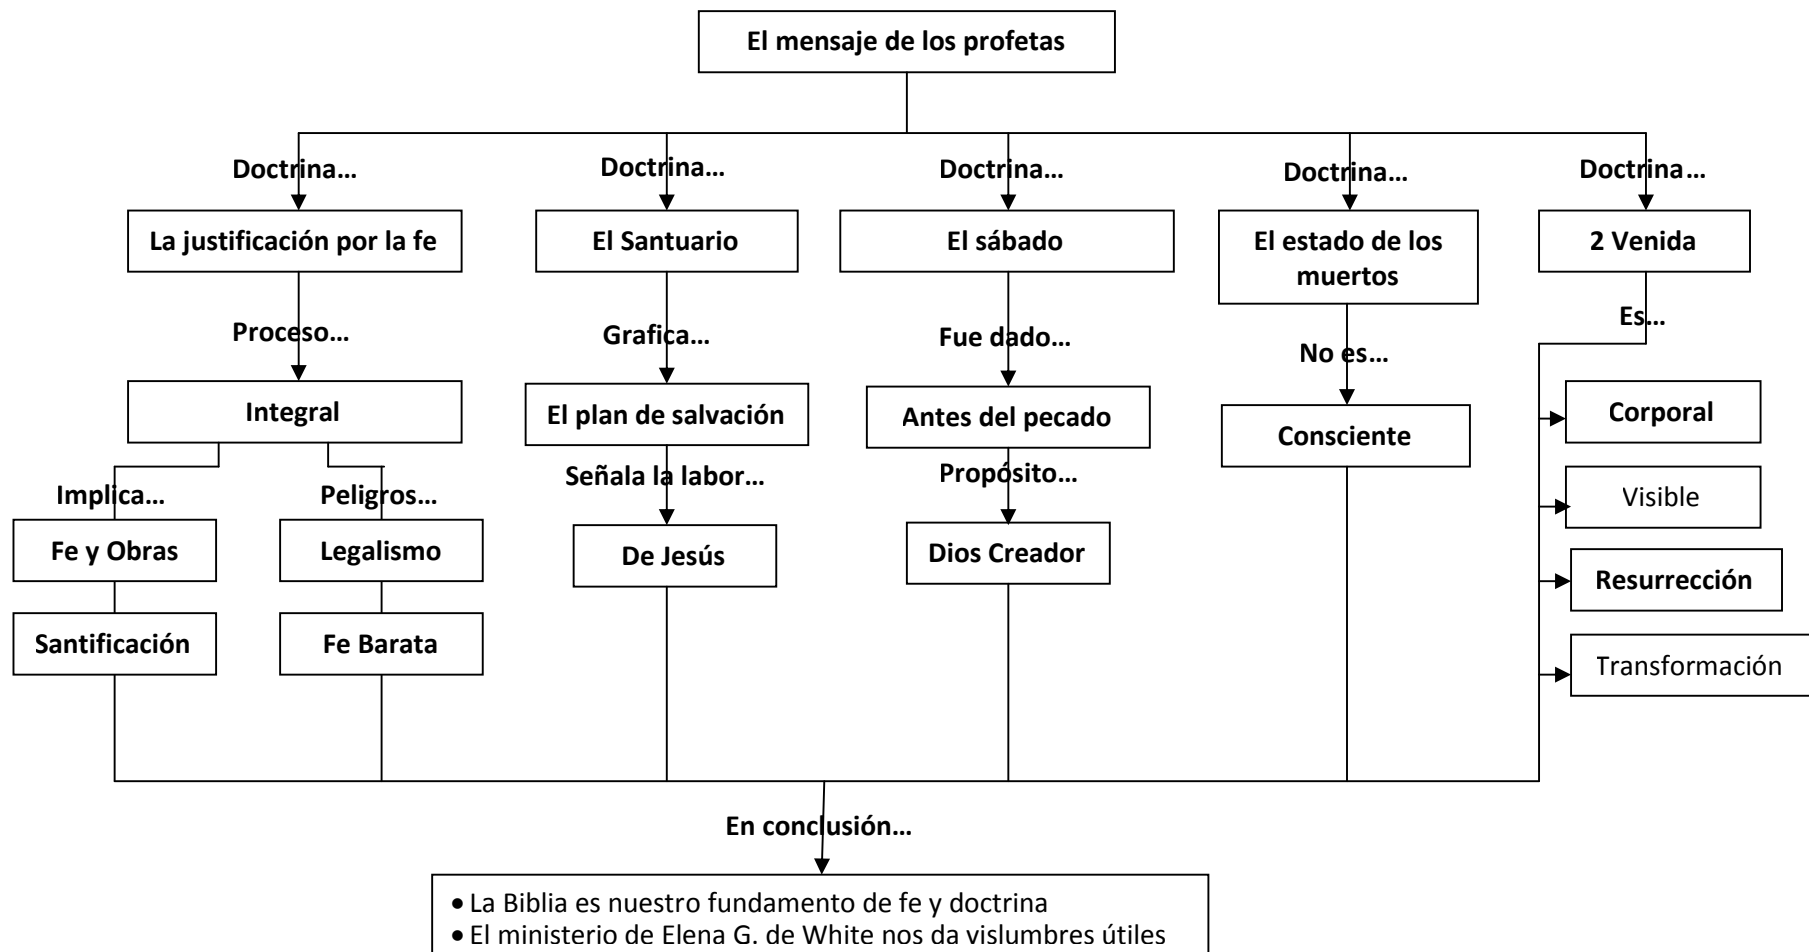 El mensaje de los profetas
Doctrina…
Doctrina…
Doctrina…
Doctrina…
Doctrina…
La justificación por la fe
El Santuario
El sábado
El estado de los
muertos
2 Venida
Proceso…
Grafica…
Fue dado…
No es…
Es…
Integral
El plan de salvación
Antes del pecado
Consciente
Corporal
Visible
Resurrección
Transformación
Implica…
Peligros…
Señala la labor…
Propósito…
Fe y Obras
Legalismo
De Jesús
Dios Creador
Santificación
Fe Barata
En conclusión…
• La Biblia es nuestro fundamento de fe y doctrina
• El ministerio de Elena G. de White nos da vislumbres útiles